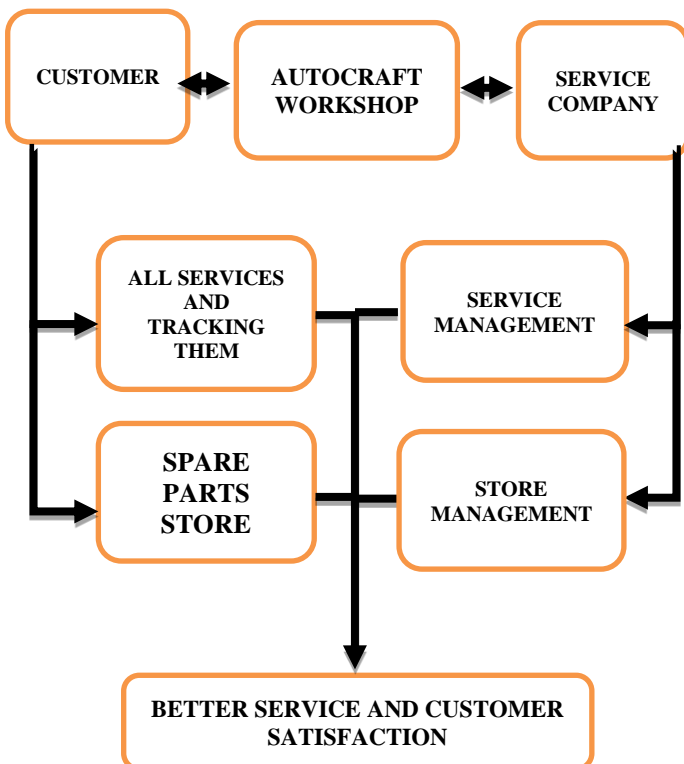 CUSTOMER
AUTOCRAFT
WORKSHOP
SERVICE
COMPANY
ALL SERVICES
AND
TRACKING
THEM
SERVICE
MANAGEMENT
SPARE
PARTS
STORE
STORE
MANAGEMENT
BETTER SERVICE AND CUSTOMER
SATISFACTION